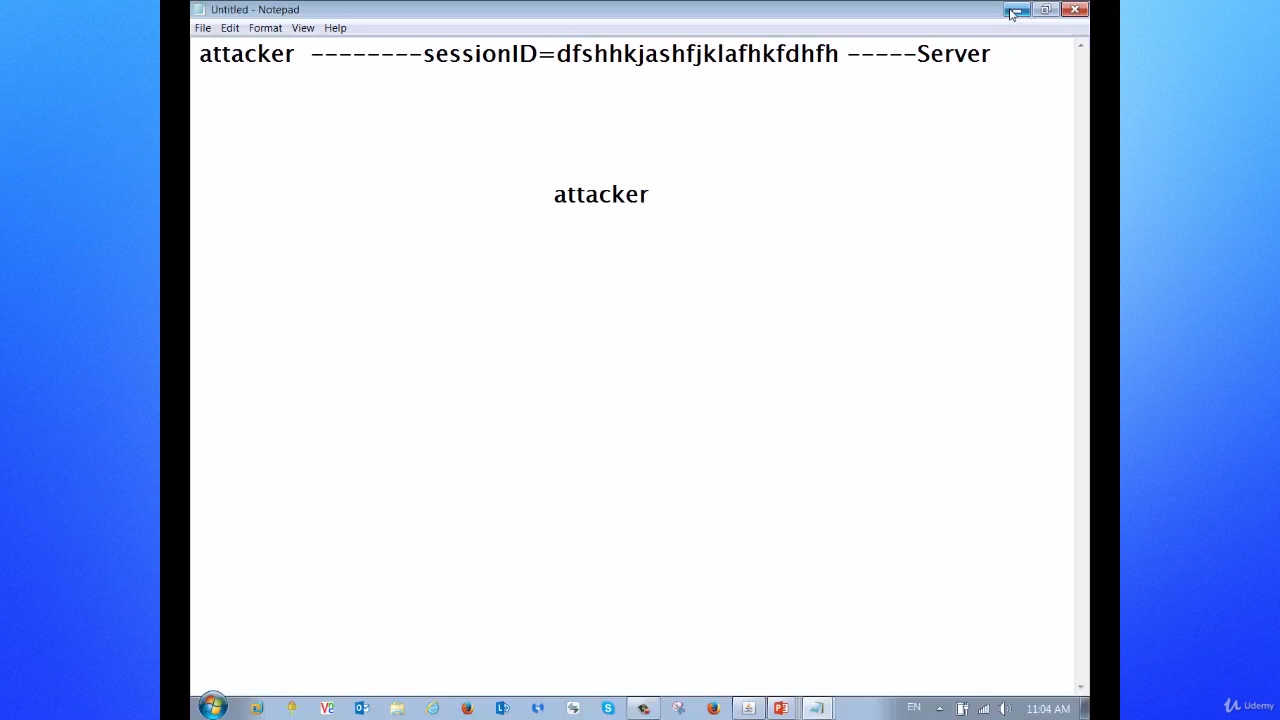 Untitled - Notepad
File Edit Format View Help
attacker --------sessionID=dfshhkjashfjklafhkfdhfh -----Server
attacker
EN
11:04 AM
Udemy